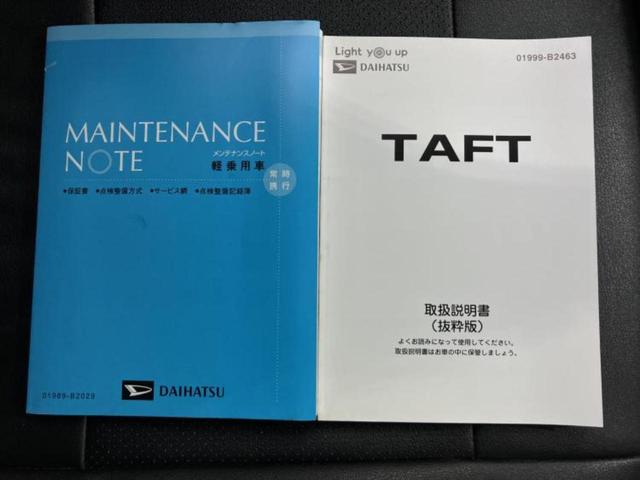 MAINTENANCE
NOTE
メンテナンスノート
軽乗用車
常時
携行
●保証書 ●点検整備方式 ●サービス網 ●点検整備記録簿
DAIHATSU
01989-B2029
Light you up
DAIHATSU
01999-B2463
TAFT
取扱説明書
(抜粋版)
よくお読みになって使用してください。
取扱説明書はお車の中に保管しましょう。